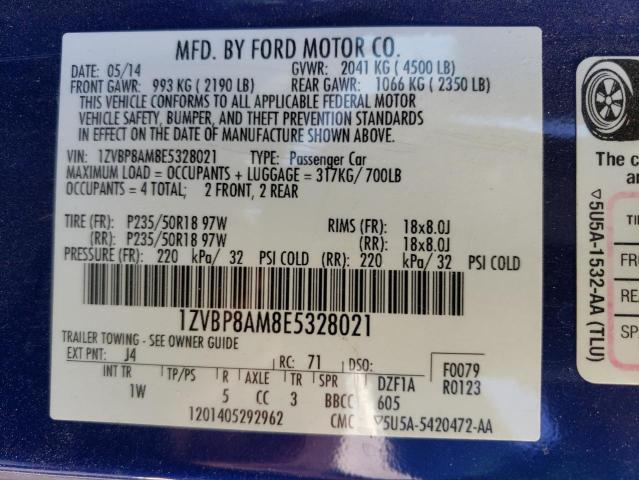 MFD. BY FORD MOTOR CO.
DATE: 05/14 GVWR: 2041 KG ( 4500 LB)
FRONT GAWR: 993 KG ( 2190 LB) REAR GAWR: 1066 KG ( 2350 LB)
THIS VEHICLE CONFORMS TO ALL APPLICABLE FEDERAL MOTOR
VEHICLE SAFETY, BUMPER, AND THEFT PREVENTION STANDARDS
IN EFFECT ON THE DATE OF MANUFACTURE SHOWN ABOVE.
VIN: 1ZVBP8AM8E5328021 TYPE: Passenger Car
MAXIMUM LOAD = OCCUPANTS + LUGGAGE = 317KG/ 700LB
OCCUPANTS = 4 TOTAL; 2 FRONT, 2 REAR
TIRE (FR): P235/50R18 97W RIMS (FR): 18x8.0J
(RR): P235/50R18 97W (RR): 18x8.0J
PRESSURE (FR): 220 kPa/ 32 PSI COLD (RR): 220 kPa/ 32 PSI COLD
1ZVBP8AM8E5328021
TRAILER TOWING - SEE OWNER GUIDE
EXT PNT: J4 RC: 71 DSO: F0079
INT TR TP/PS R AXLE TR SPR DZF1A R0123
1W 5 CC 3 BBCC 605
1201405292962 CMC ▽5U5A-5420472-AA
The c
an
▽5U5A-1532-AA (TLU)
FR
RE